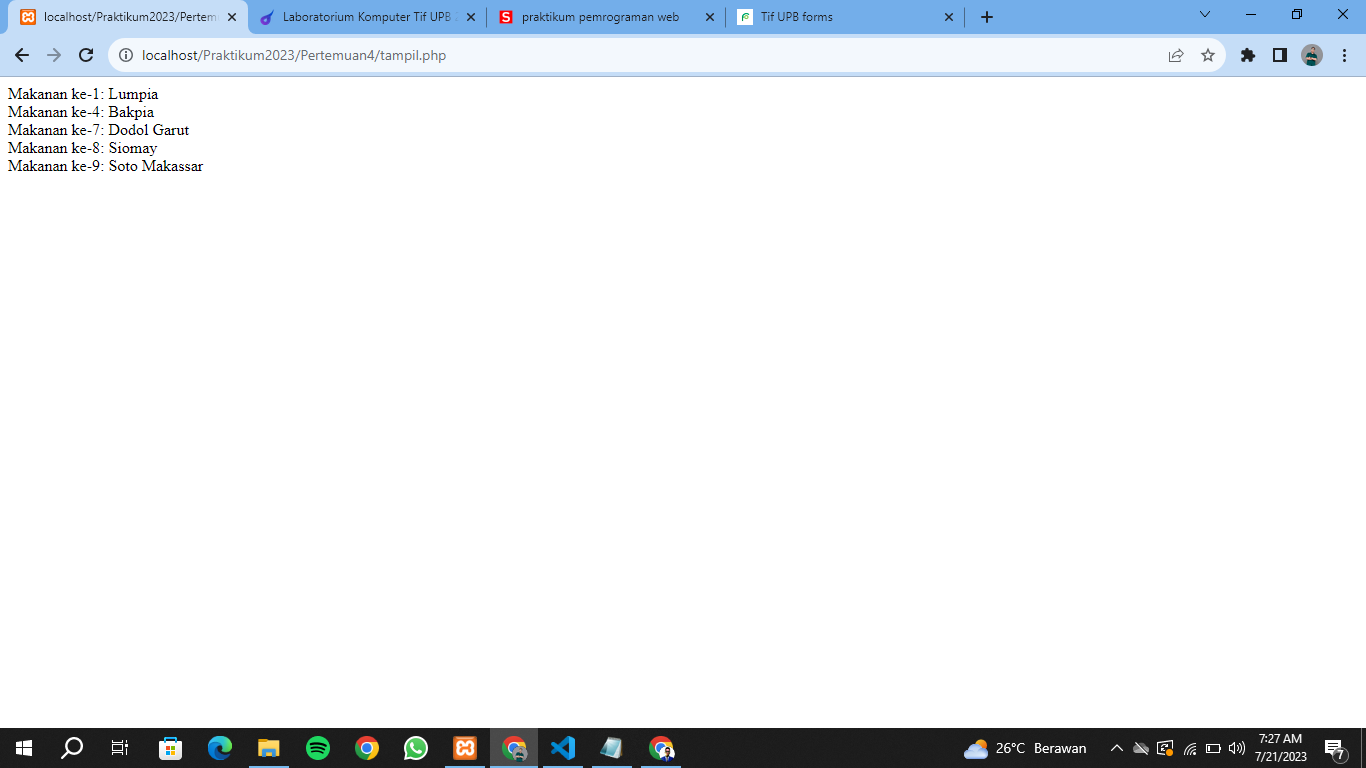 localhost/Praktikum2023/Pertem
Laboratorium Komputer Tif UPB
praktikum pemrograman web
Tif UPB forms
localhost/Praktikum2023/Pertemuan4/tampil.php
Makanan ke-1: Lumpia
Makanan ke-4: Bakpia
Makanan ke-7: Dodol Garut
Makanan ke-8: Siomay
Makanan ke-9: Soto Makassar
26°C Berawan
7:27 AM
7/21/2023
7